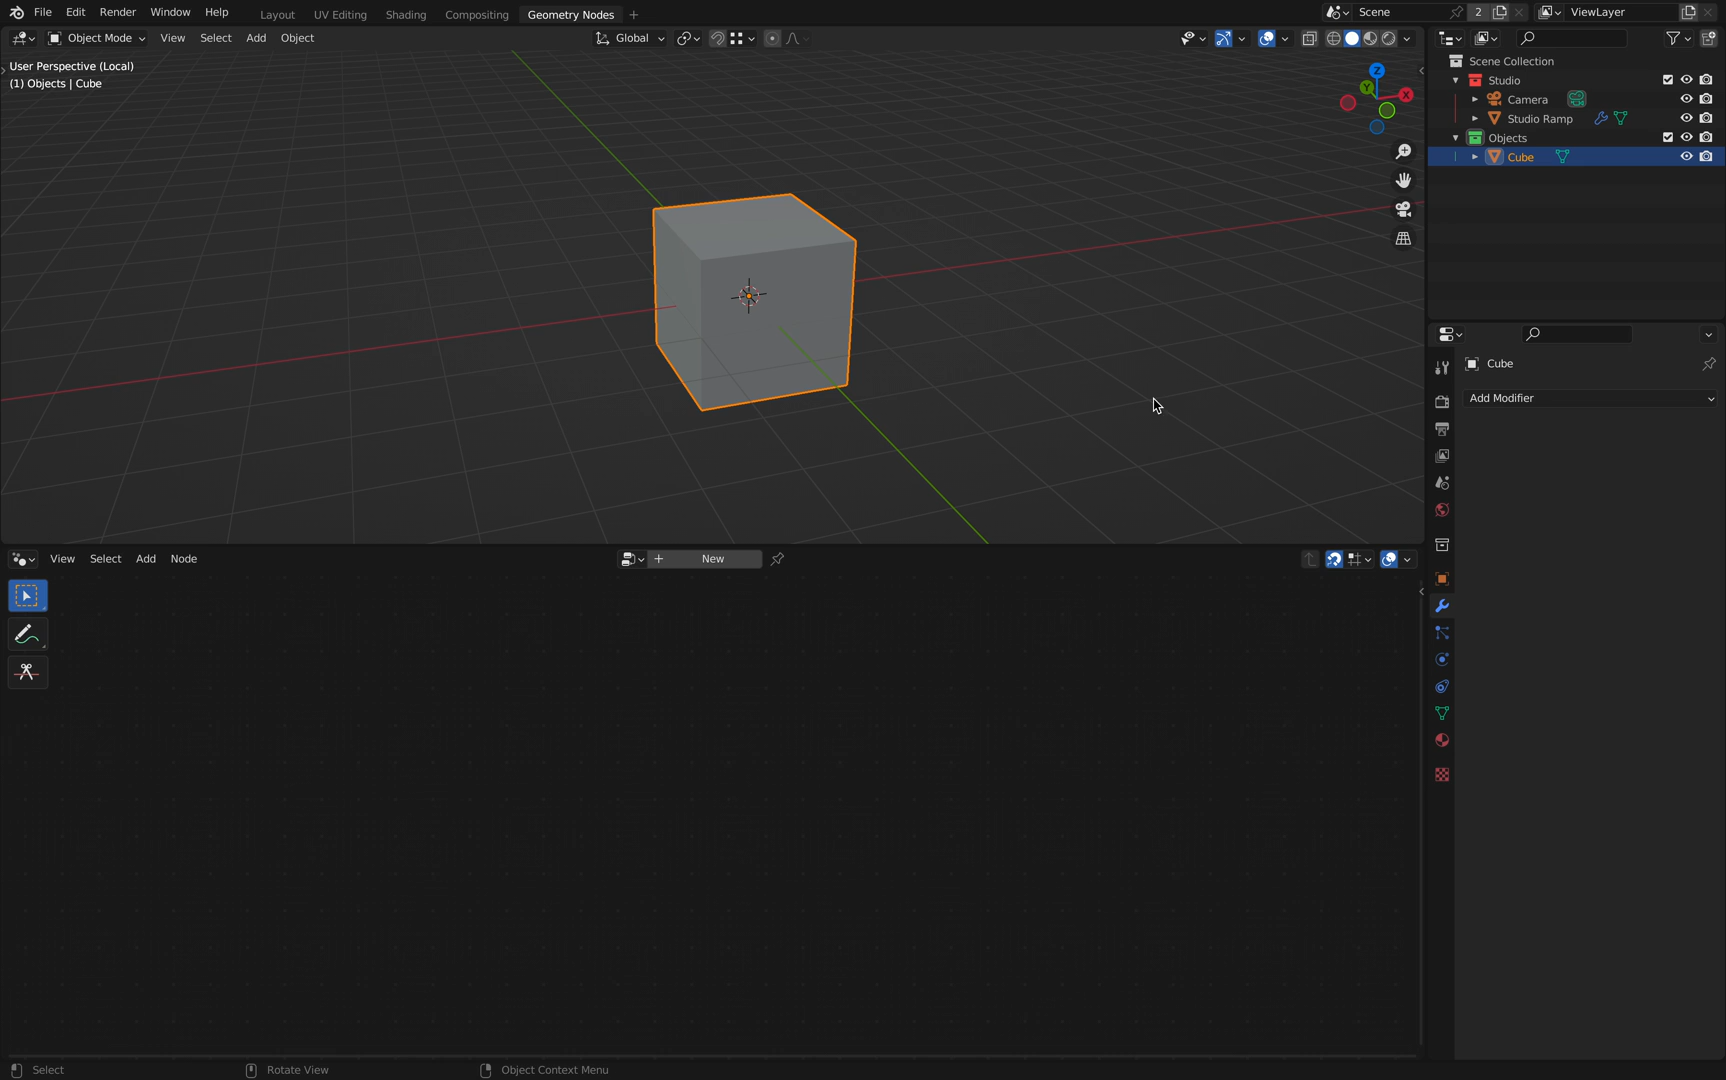 File Edit Render Window Help Layout UV Editing Shading Compositing Geometry Nodes Scene 2 ViewLayer
Object Mode View Select Add Object Global
User Perspective (Local)
(1) Objects | Cube
Z
Y
X
Scene Collection
Studio
Camera
Studio Ramp
Objects
Cube
Cube
Add Modifier
View Select Add Node New
Select Rotate View Object Context Menu